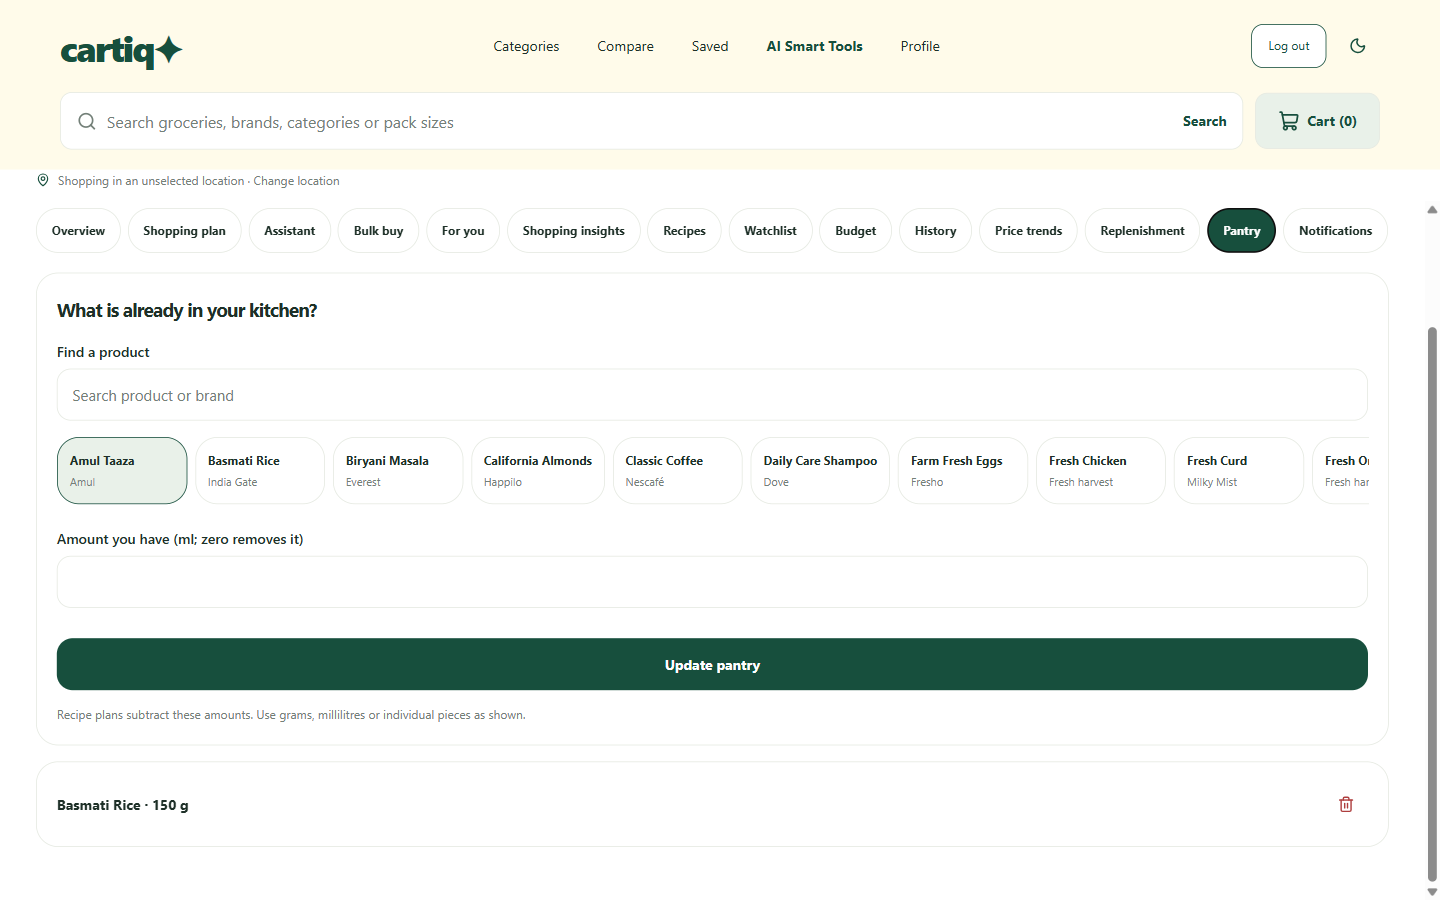 cartiq
Categories
Compare
Saved
AI Smart Tools
Profile
Log out
Search groceries, brands, categories or pack sizes
Search
Cart (0)
Shopping in an unselected location · Change location
Overview
Shopping plan
Assistant
Bulk buy
For you
Shopping insights
Recipes
Watchlist
Budget
History
Price trends
Replenishment
Pantry
Notifications
What is already in your kitchen?
Find a product
Search product or brand
Amul Taaza
Amul
Basmati Rice
India Gate
Biryani Masala
Everest
California Almonds
Happilo
Classic Coffee
Nescafé
Daily Care Shampoo
Dove
Farm Fresh Eggs
Fresho
Fresh Chicken
Fresh harvest
Fresh Curd
Milky Mist
Fresh
Fresh
Amount you have (ml; zero removes it)
Update pantry
Recipe plans subtract these amounts. Use grams, millilitres or individual pieces as shown.
Basmati Rice · 150 g